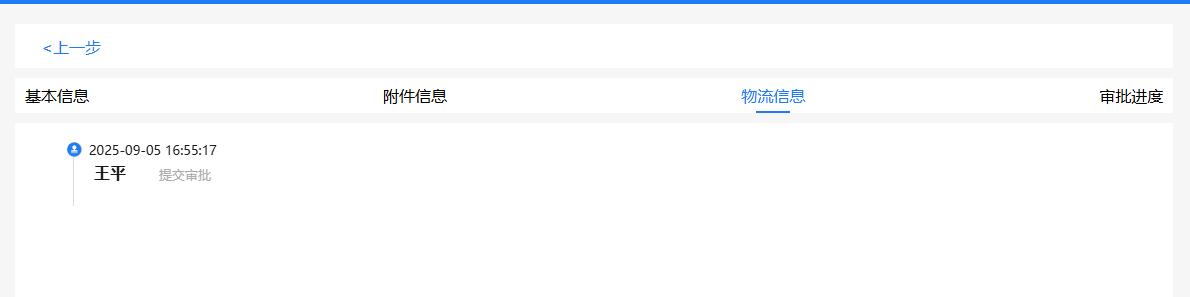 <上一步
基本信息 附件信息 物流信息 审批进度
2025-09-05 16:55:17
王平 提交审批